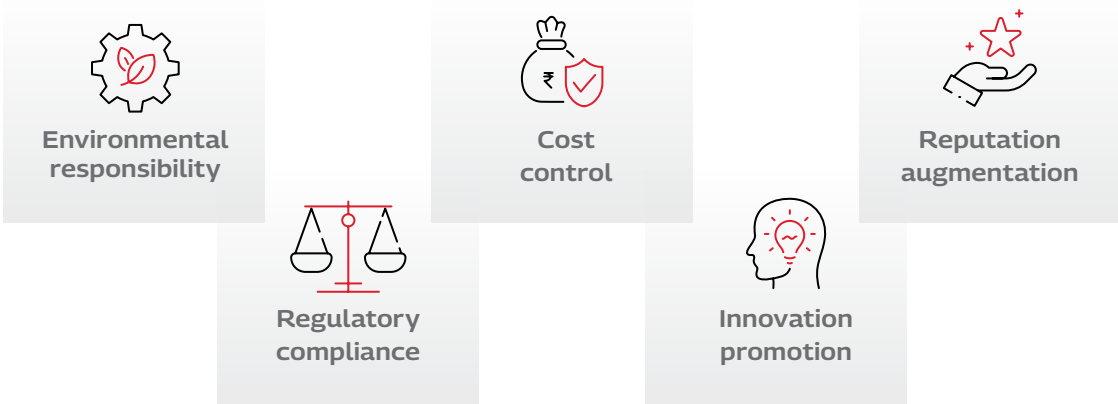 Environmental
responsibility
Regulatory
compliance
₹
Cost
control
Innovation
promotion
Reputation
augmentation